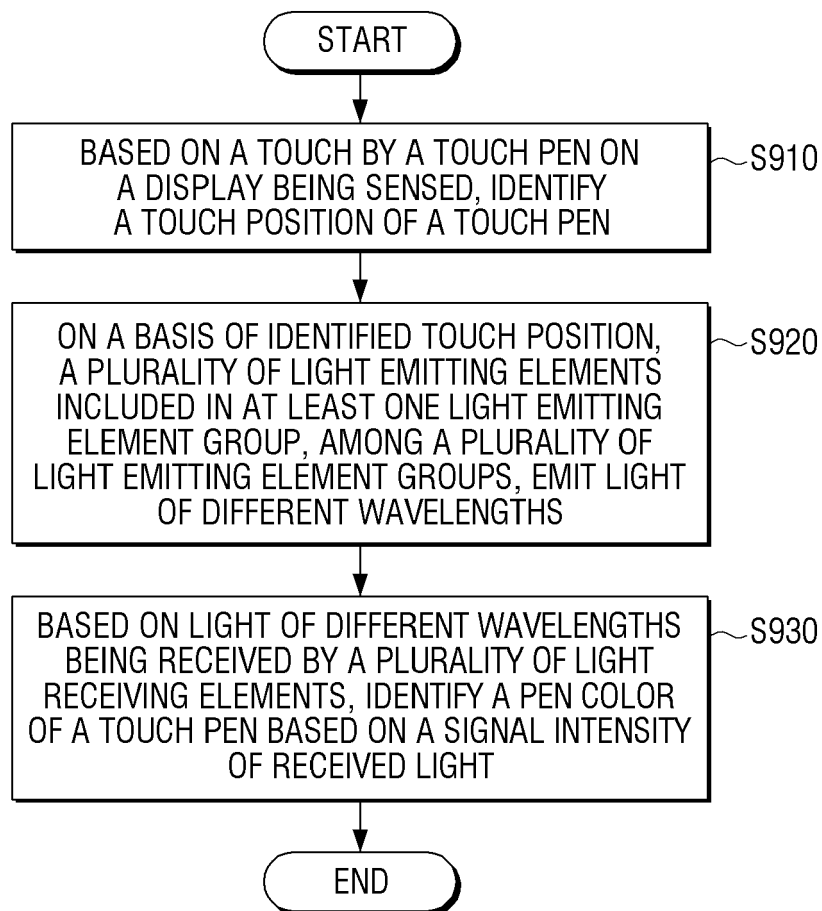 START
BASED ON A TOUCH BY A TOUCH PEN ON
A DISPLAY BEING SENSED, IDENTIFY
A TOUCH POSITION OF A TOUCH PEN
S910
ON A BASIS OF IDENTIFIED TOUCH POSITION,
A PLURALITY OF LIGHT EMITTING ELEMENTS
INCLUDED IN AT LEAST ONE LIGHT EMITTING
ELEMENT GROUP, AMONG A PLURALITY OF
LIGHT EMITTING ELEMENT GROUPS, EMIT LIGHT
OF DIFFERENT WAVELENGTHS
S920
BASED ON LIGHT OF DIFFERENT WAVELENGTHS
BEING RECEIVED BY A PLURALITY OF LIGHT
RECEIVING ELEMENTS, IDENTIFY A PEN COLOR
OF A TOUCH PEN BASED ON A SIGNAL INTENSITY
OF RECEIVED LIGHT
S930
END